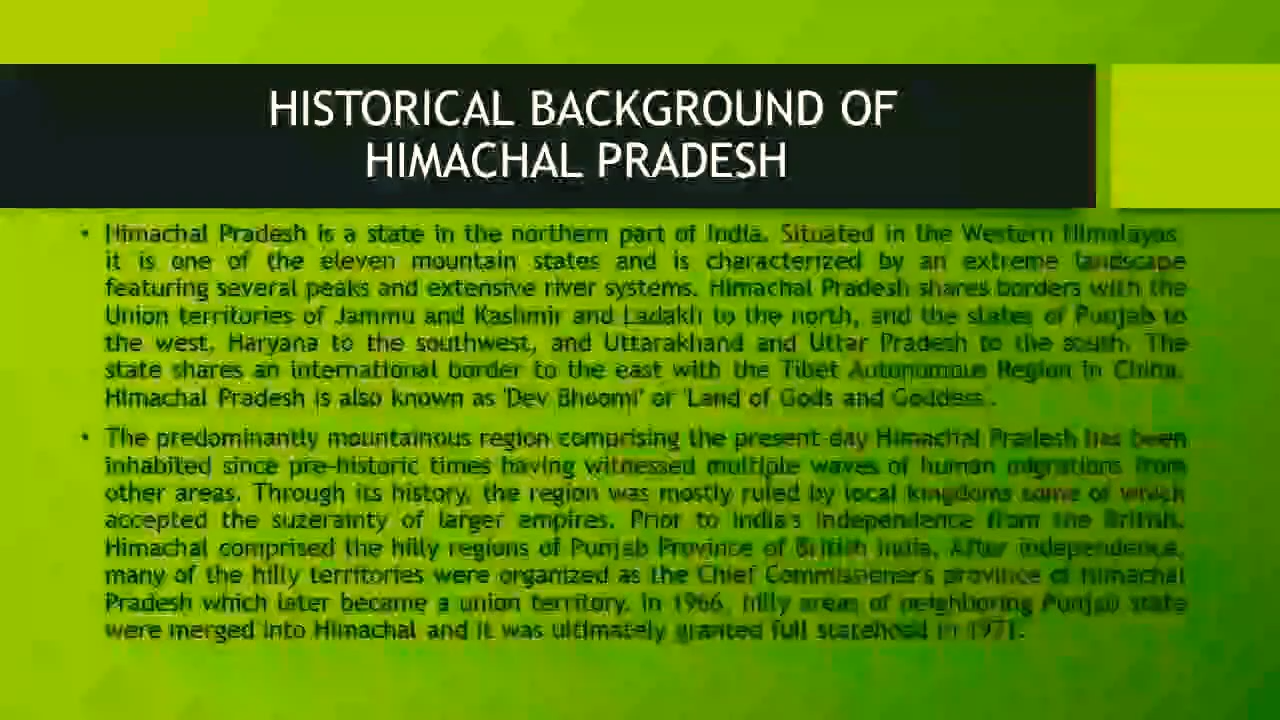 HISTORICAL BACKGROUND OF
HIMACHAL PRADESH
• Himachal Pradesh is a state in the northern part of India. Situated in the Western Himalayas
it is one of the eleven mountain states and is characterized by an extreme landscape
featuring several peaks and extensive river systems. Himachal Pradesh shares borders with the
Union territories of Jammu and Kashmir and Ladakh to the north, and the states of Punjab to
the west, Haryana to the southwest, and Uttarakhand and Uttar Pradesh to the south. The
state shares an international border to the east with the Tibet Autonomous Region in China.
Himachal Pradesh is also known as 'Dev Bhoomi' or 'Land of Gods and Goddess'.
• The predominantly mountainous region comprising the present-day Himachal Pradesh has been
inhabited since pre-historic times having witnessed multiple waves of human migrations from
other areas. Through its history, the region was mostly ruled by local kingdoms some of which
accepted the suzerainty of larger empires. Prior to India's independence from the British,
Himachal comprised the hilly regions of Punjab Province of British India. After independence,
many of the hilly territories were organized as the Chief Commissioner's province of Himachal
Pradesh which later became a union territory. In 1966, hilly areas of neighboring Punjab state
were merged into Himachal and it was ultimately granted full statehood in 1971.